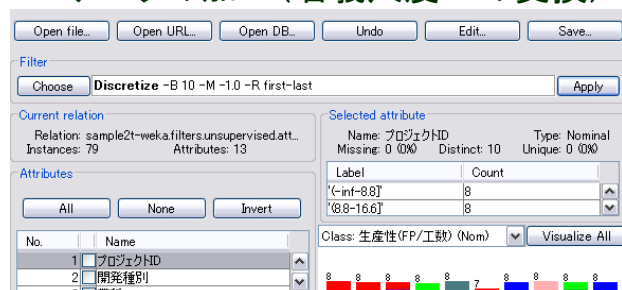 Open file... Open URL... Open DB... Undo Edit... Save...
Filter
Choose Discretize -B 10 -M -1.0 -R first-last Apply
Current relation
Relation: sample2t-weka.filters.unsupervised.att...
Instances: 79 Attributes: 13
Selected attribute
Name: プロジェクトID Type: Nominal
Missing: 0 (0%) Distinct: 10 Unique: 0 (0%)
Label Count
'(-inf-8.8]' 8
'(8.8-16.6]' 8
Attributes
All None Invert
No. Name
1 プロジェクトID
2 開発種別
Class: 生産性(FP/工数) (Nom) Visualize All
8 8 8 8 8 7 8 8 8 8